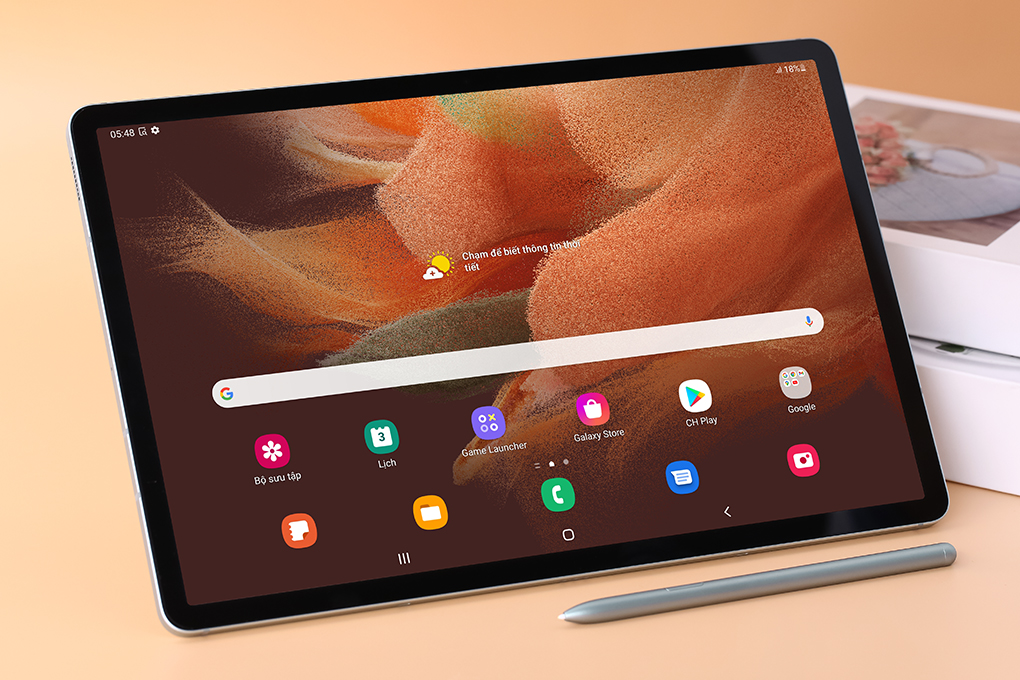 05:48
18%
Chạm để biết thông tin thời
tiết
3
Bộ sưu tập
Lịch
Game Launcher
Galaxy Store
CH Play
Google